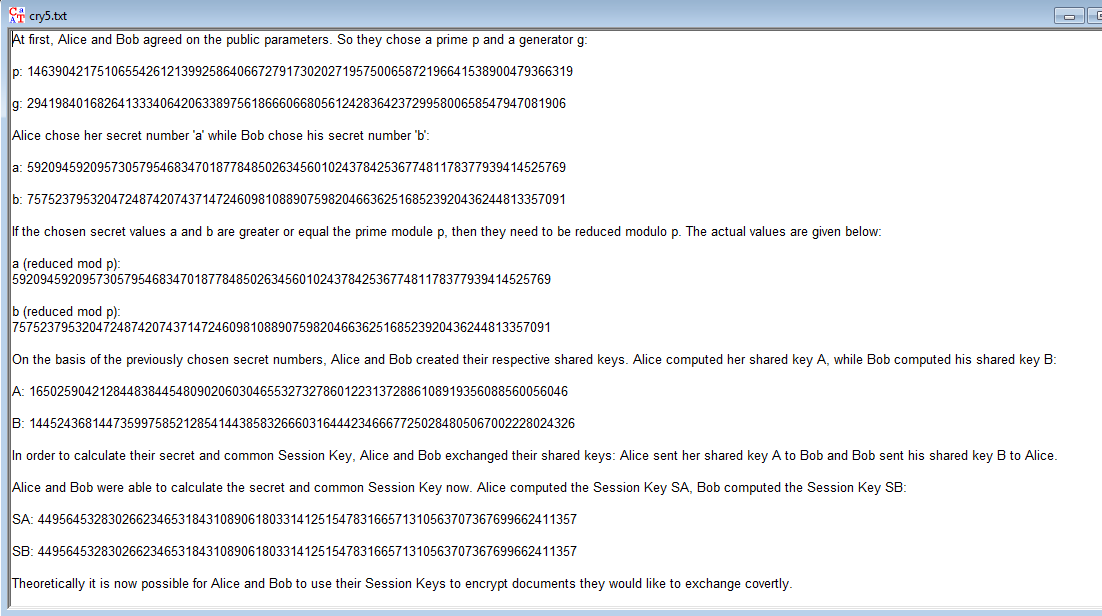 cry5.txt
At first, Alice and Bob agreed on the public parameters. So they chose a prime p and a generator g:
p: 14639042175106554261213992586406672791730202719575006587219664153890047936​6319
g: 294198401682641333406420633897561866606680561242836423729958006585479470819​06
Alice chose her secret number 'a' while Bob chose his secret number 'b':
a: 59209459209573057954683470187784850263456010243784253677481178377939414525769
b: 75752379532047248742074371472460981088907598204663625168523920436244813357091
If the chosen secret values a and b are greater or equal the prime module p, then they need to be reduced modulo p. The actual values are given below:
a (reduced mod p):
59209459209573057954683470187784850263456010243784253677481178377939414525769
b (reduced mod p):
75752379532047248742074371472460981088907598204663625168523920436244813357091
On the basis of the previously chosen secret numbers, Alice and Bob created their respective shared keys. Alice computed her shared key A, while Bob computed his shared key B:
A: 16502590421284483844548090206030465532732786012231372886108919356088560056046
B: 144524368144735997585212854144385832666031644423466677250284805067002228024326
In order to calculate their secret and common Session Key, Alice and Bob exchanged their shared keys: Alice sent her shared key A to Bob and Bob sent his shared key B to Alice.
Alice and Bob were able to calculate the secret and common Session Key now. Alice computed the Session Key SA, Bob computed the Session Key SB:
SA: 44956453283026623465318431089061803314125154783166571310563707367699662411357
SB: 44956453283026623465318431089061803314125154783166571310563707367699662411357
Theoretically it is now possible for Alice and Bob to use their Session Keys to encrypt documents they would like to exchange covertly.